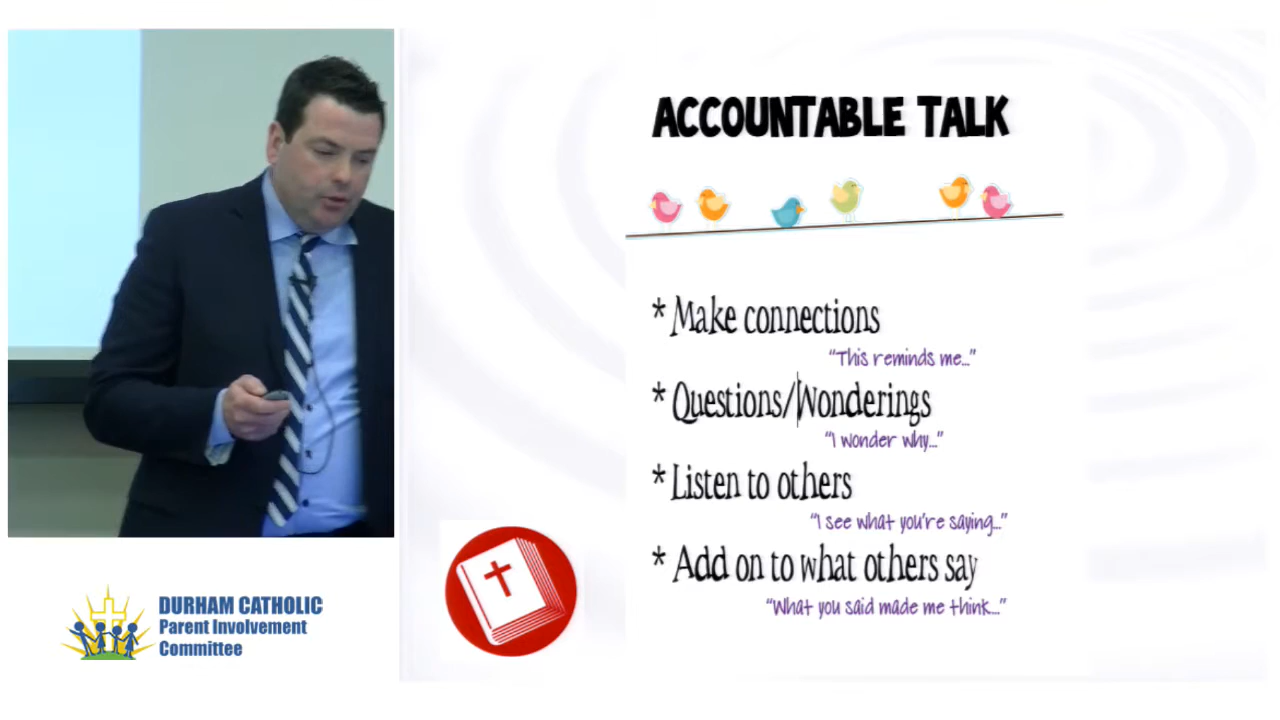 ACCOUNTABLE TALK
* Make connections
“This reminds me...”
* Questions/Wonderings
“I wonder why...”
* Listen to others
“I see what you're saying...”
* Add on to what others say
“What you said made me think...”
DURHAM CATHOLIC
Parent Involvement
Committee